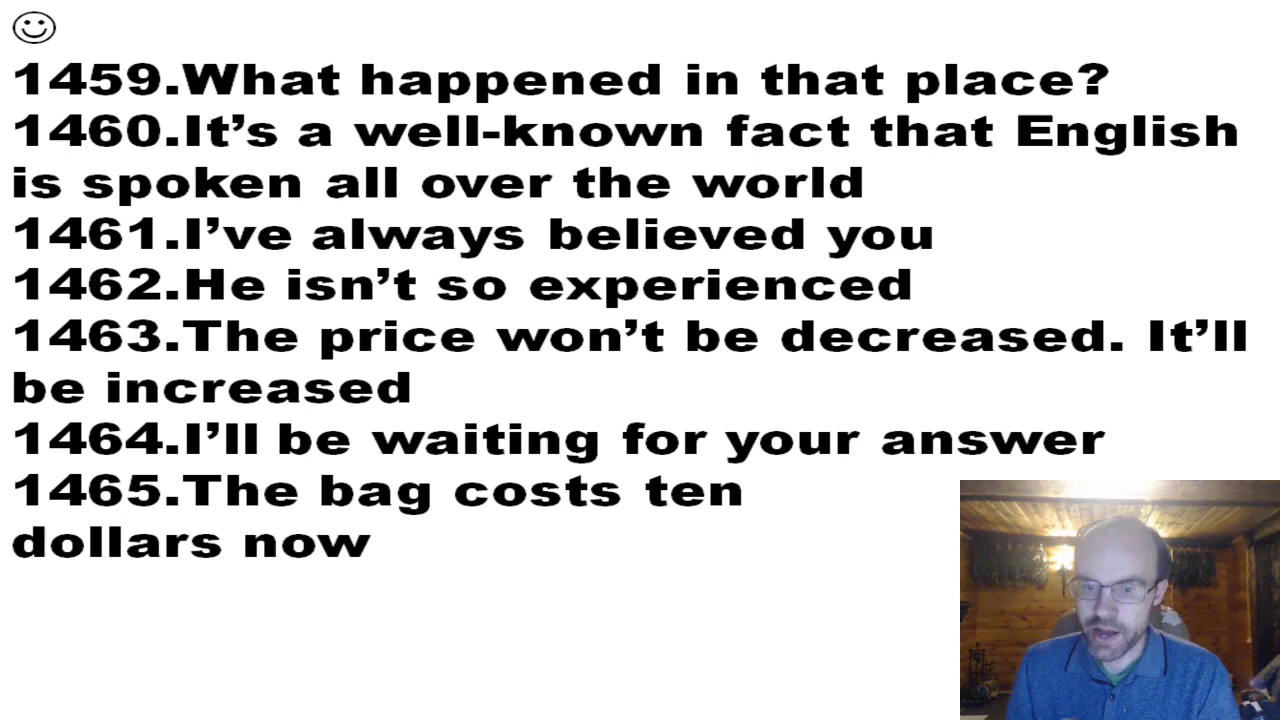 1459.What happened in that place?
1460.It’s a well-known fact that English
is spoken all over the world
1461.I’ve always believed you
1462.He isn’t so experienced
1463.The price won’t be decreased. It’ll
be increased
1464.I’ll be waiting for your answer
1465.The bag costs ten
dollars now